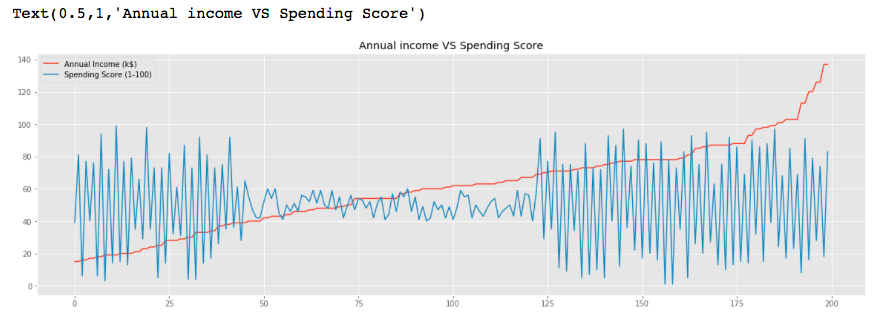 Text(0.5,1,'Annual income VS Spending Score')
Annual income VS Spending Score
Annual Income (k$)
Spending Score (1-100)
140
120
100
80
60
40
20
0
0 25 50 75 100 125 150 175 200